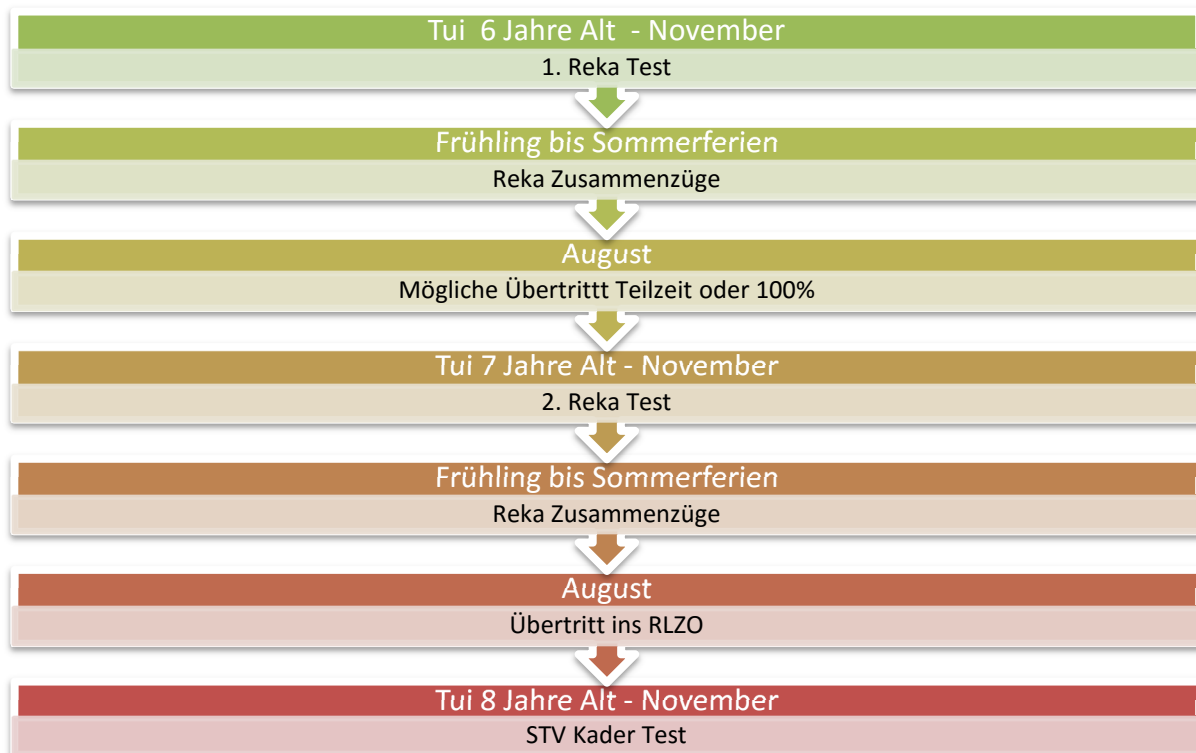 Tui 6 Jahre Alt - November
1. Reka Test
Frühling bis Sommerferien
Reka Zusammenzüge
August
Mögliche Übertrittt Teilzeit oder 100%
Tui 7 Jahre Alt - November
2. Reka Test
Frühling bis Sommerferien
Reka Zusammenzüge
August
Übertritt ins RLZO
Tui 8 Jahre Alt - November
STV Kader Test